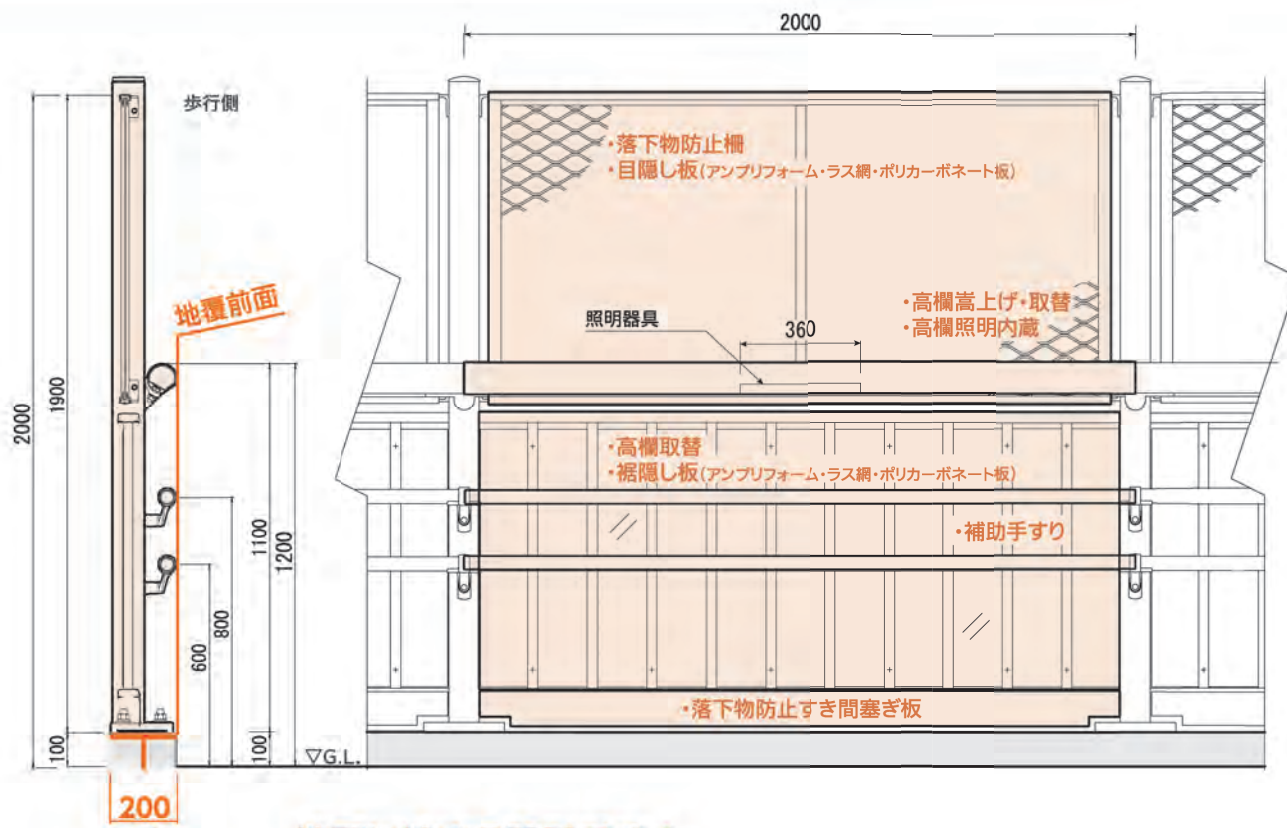 2000
歩行側
・落下物防止柵
・目隠し板(アンプリフォーム・ラス網・ポリカーボネート板)
地覆前面
・高欄嵩上げ・取替
・高欄照明内蔵
照明器具
360
2000
1900
1100
1200
800
600
・高欄取替
・裾隠し板(アンプリフォーム・ラス網・ポリカーボネート板)
・補助手すり
・落下物防止すき間塞ぎ板
100
100
▽G.L.
200